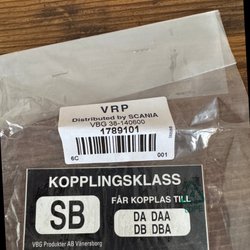 VRP
Distributed by SCANIA
VBG 38-140600
1789101
6C 001
KOPPLINGSKLASS
SB
FÅR KOPPLAS TILL
DA DAA
DB DBA
VBG Produkter AB Vänersborg